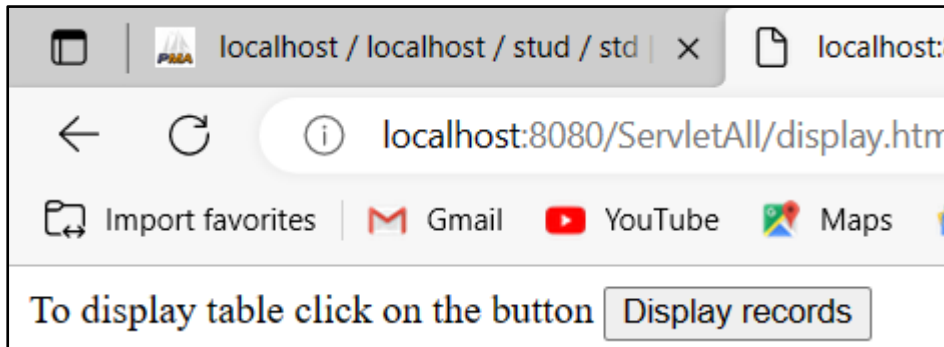 PMA localhost / localhost / stud / std localhost:
localhost:8080/ServletAll/display.htm
Import favorites Gmail YouTube Maps
To display table click on the button Display records